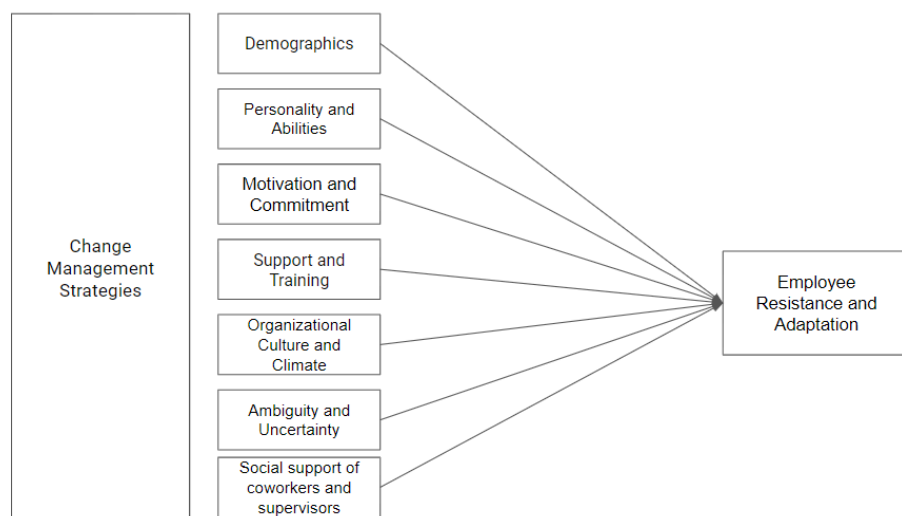 Change
Management
Strategies
Demographics
Personality and
Abilities
Motivation and
Commitment
Support and
Training
Organizational
Culture and
Climate
Ambiguity and
Uncertainty
Social support of
coworkers and
supervisors
Employee
Resistance and
Adaptation